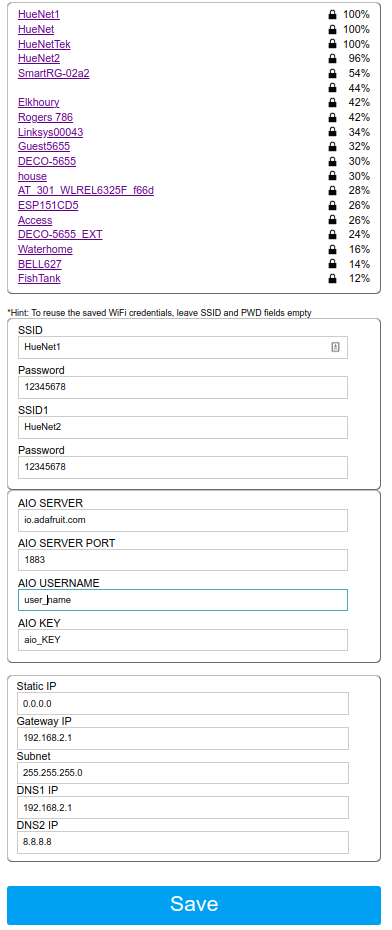 HueNet1 100%
HueNet 100%
HueNetTek 100%
HueNet2 96%
SmartRG-02a2 54%
44%
Elkhoury 42%
Rogers 786 42%
Linksys00043 34%
Guest5655 32%
DECO-5655 30%
house 30%
AT_301_WLREL6325F_f66d 28%
ESP151CD5 26%
Access 26%
DECO-5655_EXT 24%
Waterhome 16%
BELL627 14%
FishTank 12%
*Hint: To reuse the saved WiFi credentials, leave SSID and PWD fields empty
SSID
HueNet1
Password
12345678
SSID1
HueNet2
Password
12345678
AIO SERVER
io.adafruit.com
AIO SERVER PORT
1883
AIO USERNAME
user_name
AIO KEY
aio_KEY
Static IP
0.0.0.0
Gateway IP
192.168.2.1
Subnet
255.255.255.0
DNS1 IP
192.168.2.1
DNS2 IP
8.8.8.8
Save